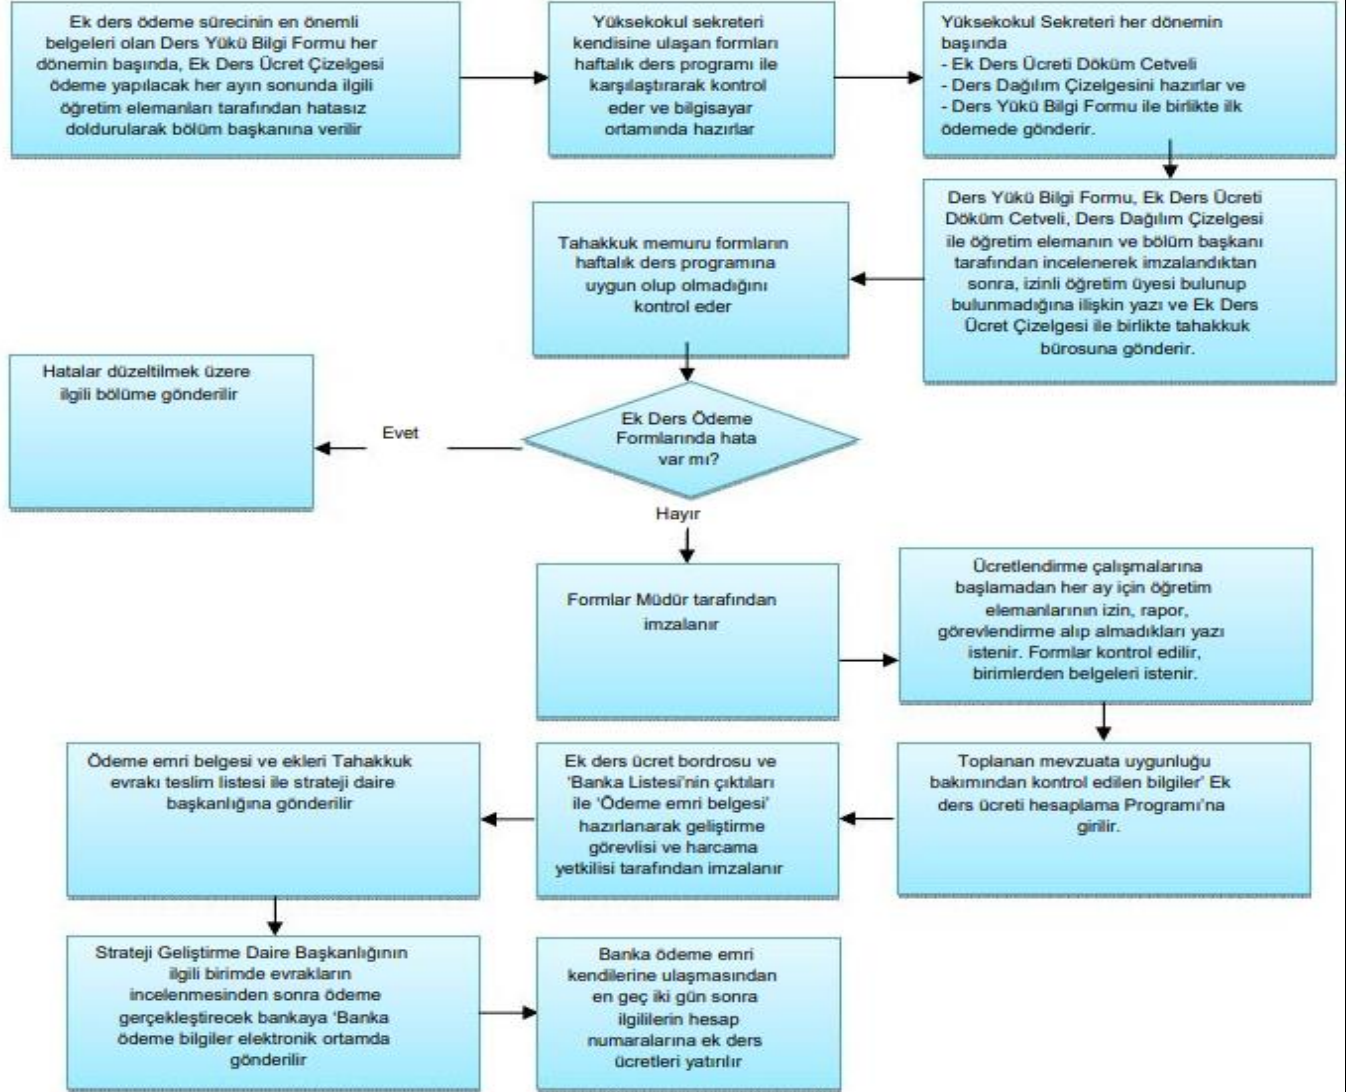 Ek ders ödeme sürecinin en önemli
belgeleri olan Ders Yükü Bilgi Formu her
dönemin başında, Ek Ders Ücret Çizelgesi
ödeme yapılacak her ayın sonunda ilgili
öğretim elemanları tarafından hatasız
doldurularak bölüm başkanına verilir
Yüksekokul sekreteri
kendisine ulaşan formları
haftalık ders programı ile
karşılaştırarak kontrol
eder ve bilgisayar
ortamında hazırlar
Yüksekokul Sekreteri her dönemin
başında
- Ek Ders Ücreti Döküm Cetveli
- Ders Dağılım Çizelgesini hazırlar ve
- Ders Yükü Bilgi Formu ile birlikte ilk
ödemede gönderir.
Ders Yükü Bilgi Formu, Ek Ders Ücreti
Döküm Cetveli, Ders Dağılım Çizelgesi
ile öğretim elemanın ve bölüm başkanı
tarafından incelenerek imzalandıktan
sonra, izinli öğretim üyesi bulunup
bulunmadığına ilişkin yazı ve Ek Ders
Ücret Çizelgesi ile birlikte tahakkuk
bürosuna gönderir.
Tahakkuk memuru formların
haftalık ders programına
uygun olup olmadığını
kontrol eder
Ek Ders Ödeme
Formlarında hata
var mı?
Evet
Hatalar düzeltilmek üzere
ilgili bölüme gönderilir
Hayır
Formlar Müdür tarafından
imzalanır
Ücretlendirme çalışmalarına
başlamadan her ay için öğretim
elemanlarının izin, rapor,
görevlendirme alıp almadıkları yazı
istenir. Formlar kontrol edilir,
birimlerden belgeleri istenir.
Toplanan mevzuata uygunluğu
bakımından kontrol edilen bilgiler' Ek
ders ücreti hesaplama Programı'na
girilir.
Ek ders ücret bordrosu ve
'Banka Listesi'nin çıktıları
ile 'Ödeme emri belgesi'
hazırlanarak geliştirme
görevlisi ve harcama
yetkilisi tarafından imzalanır
Ödeme emri belgesi ve ekleri Tahakkuk
evrakı teslim listesi ile strateji daire
başkanlığına gönderilir
Strateji Geliştirme Daire Başkanlığının
ilgili birimde evrakların
incelenmesinden sonra ödeme
gerçekleştirecek bankaya 'Banka
ödeme bilgiler elektronik ortamda
gönderilir
Banka ödeme emri
kendilerine ulaşmasından
en geç iki gün sonra
ilgililerin hesap
numaralarına ek ders
ücretleri yatırılır